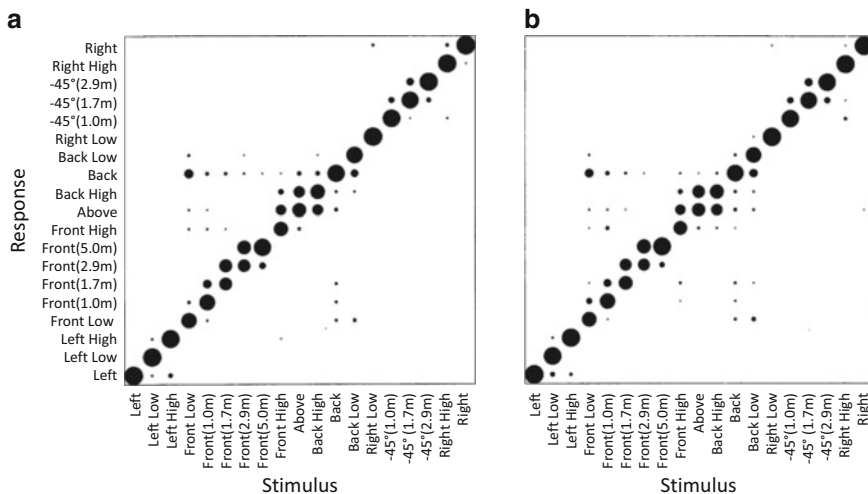 a
b
Right
Right High
-45°(2.9m)
-45°(1.7m)
-45°(1.0m)
Right Low
Back Low
Back
Back High
Above
Front High
Front(5.0m)
Front(2.9m)
Front(1.7m)
Front(1.0m)
Front Low
Left High
Left Low
Left
Response
Left
Left Low
Left High
Front Low
Front(1.0m)
Front(1.7m)
Front(2.9m)
Front(5.0m)
Front High
Above
Back High
Back
Back Low
Right Low
-45°(1.0m)
-45° (1.7m)
-45°(2.9m)
Right High
Right
Stimulus
Left
Left Low
Left High
Front Low
Front(1.0m)
Front(1.7m)
Front(2.9m)
Front(5.0m)
Front High
Above
Back High
Back
Back Low
Right Low
-45°(1.0m)
-45° (1.7m)
-45°(2.9m)
Right High
Right
Stimulus